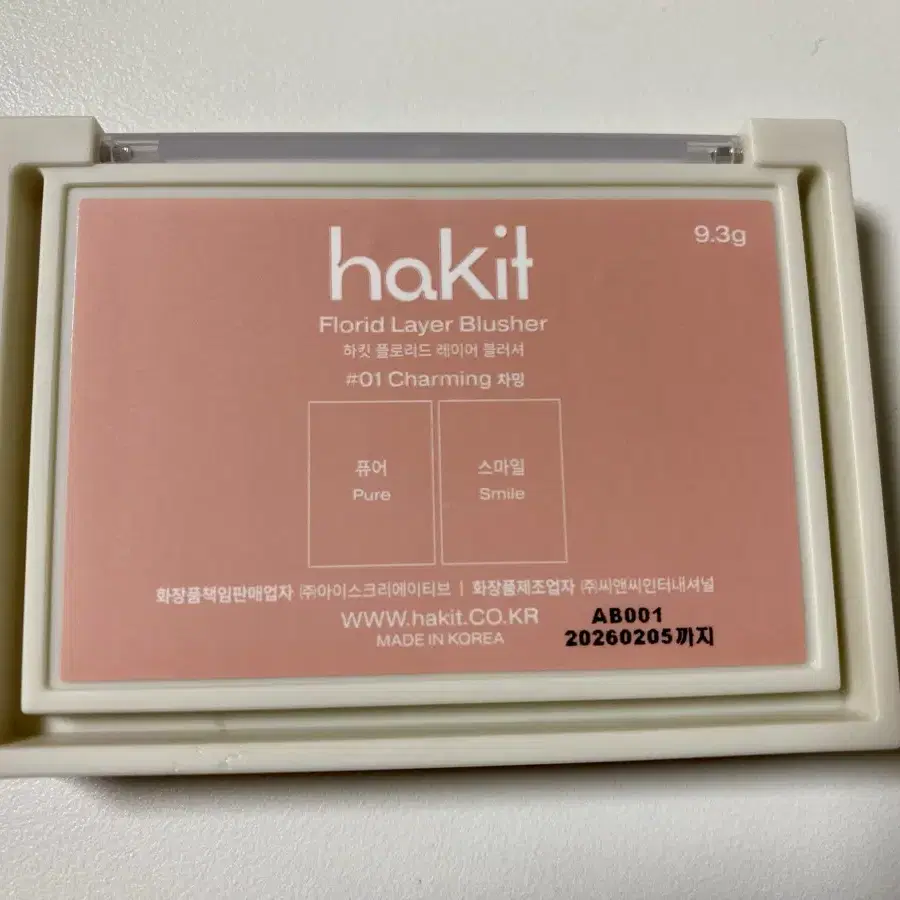 hakit
9.3g
Florid Layer Blusher
하킷 플로리드 레이어 블러셔
#01 Charming 차밍
퓨어
Pure
스마일
Smile
화장품책임판매업자 ㈜아이스크리에이티브 | 화장품제조업자 ㈜씨앤씨인터내셔널
WWW.hakit.CO.KR
MADE IN KOREA
AB001
20260205까지